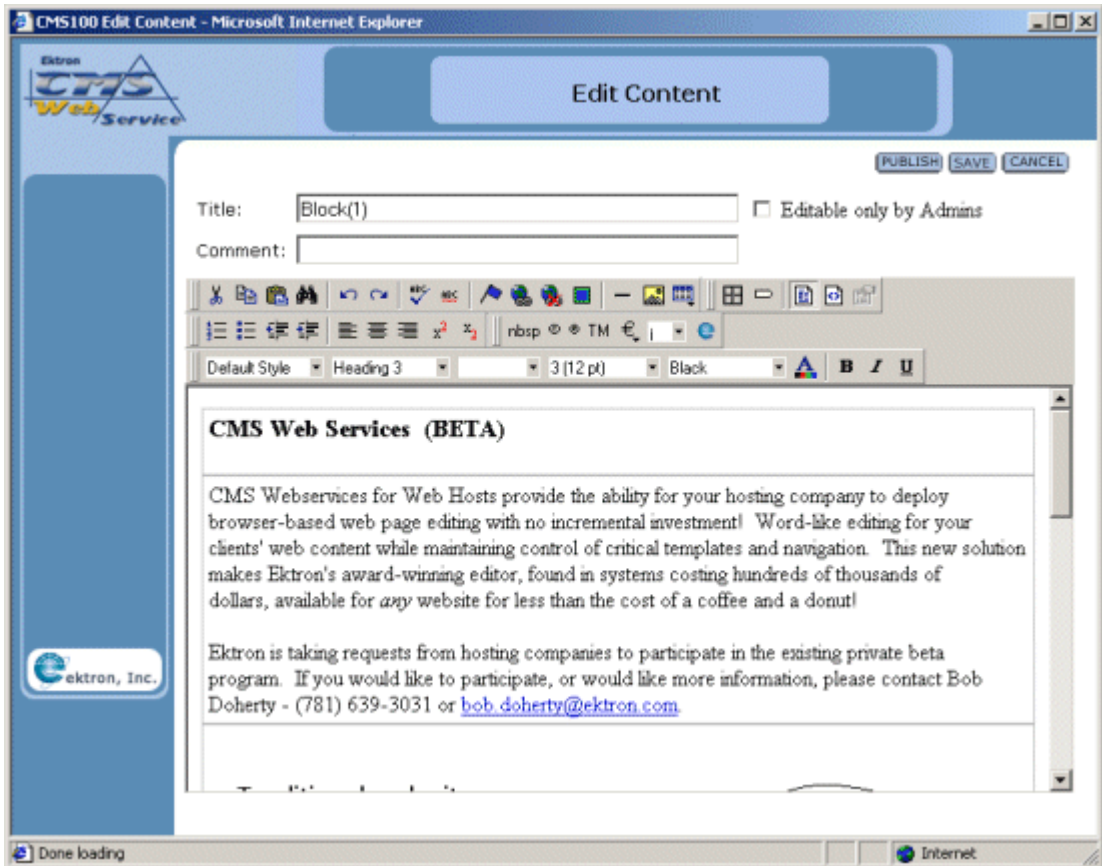 CMS100 Edit Content - Microsoft Internet Explorer
Ektron
CMS
Web
Service
Edit Content
PUBLISH SAVE CANCEL
Title: Block(1) Editable only by Admins
Comment:
ABC ABC
x² x₂ nbsp © ® TM € ¡
Default Style Heading 3 3 (12 pt) Black A B I U
CMS Web Services (BETA)
CMS Webservices for Web Hosts provide the ability for your hosting company to deploy
browser-based web page editing with no incremental investment! Word-like editing for your
clients' web content while maintaining control of critical templates and navigation. This new solution
makes Ektron's award-winning editor, found in systems costing hundreds of thousands of
dollars, available for any website for less than the cost of a coffee and a donut!
Ektron is taking requests from hosting companies to participate in the existing private beta
program. If you would like to participate, or would like more information, please contact Bob
Doherty - (781) 639-3031 or bob.doherty@ektron.com.
ektron, Inc.
Done loading
Internet